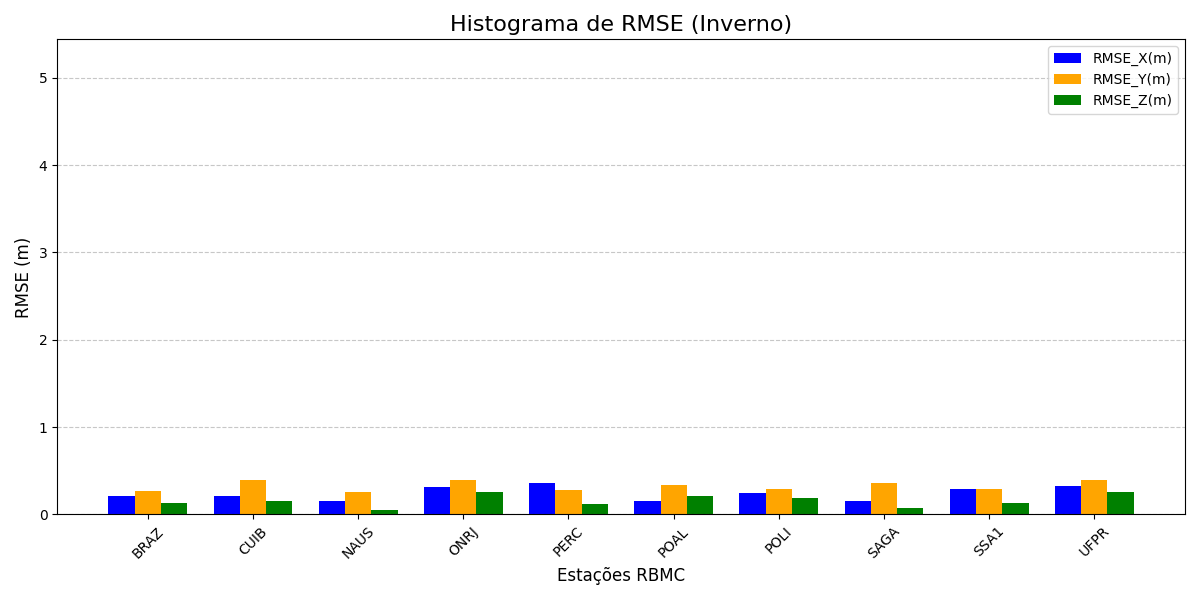 Histograma de RMSE (Inverno)
RMSE_X(m)
RMSE_Y(m)
RMSE_Z(m)
RMSE (m)
5
4
3
2
1
0
BRAZ
CUIB
NAUS
ONRJ
PERC
POAL
POLI
SAGA
SSA1
UFPR
Estações RBMC